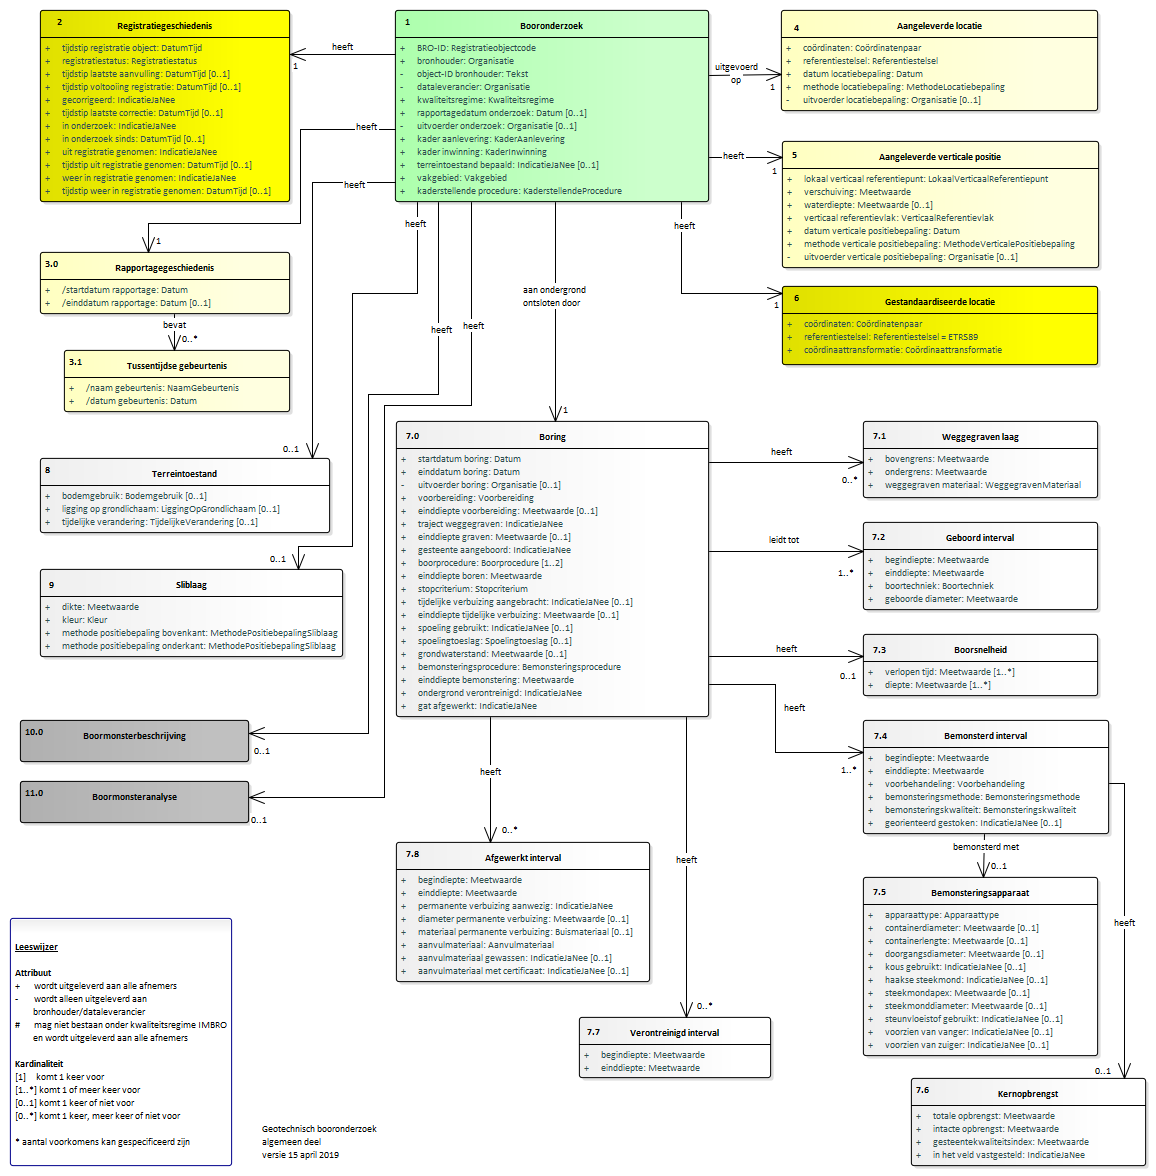 2 Registratiegeschiedenis
+ tijdstip registratie object: DatumTijd
+ registratiestatus: Registratiestatus
+ tijdstip laatste aanvulling: DatumTijd [0..1]
+ tijdstip voltooiing registratie: DatumTijd [0..1]
+ gecorrigeerd: IndicatieJaNee
+ tijdstip laatste correctie: DatumTijd [0..1]
+ in onderzoek: IndicatieJaNee
+ in onderzoek sinds: DatumTijd [0..1]
+ uit registratie genomen: IndicatieJaNee
+ tijdstip uit registratie genomen: DatumTijd [0..1]
+ weer in registratie genomen: IndicatieJaNee
+ tijdstip weer in registratie genomen: DatumTijd [0..1]
heeft
1
heeft
heeft
1 Booronderzoek
+ BRO-ID: Registratieobjectcode
+ bronhouder: Organisatie
- object-ID bronhouder: Tekst
- dataleverancier: Organisatie
+ kwaliteitsregime: Kwaliteitsregime
+ rapportagedatum onderzoek: Datum [0..1]
- uitvoerder onderzoek: Organisatie [0..1]
+ kader aanlevering: KaderAanlevering
+ kader inwinning: KaderInwinning
+ terreintoestand bepaald: IndicatieJaNee [0..1]
+ vakgebied: Vakgebied
+ kaderstellende procedure: KaderstellendeProcedure
uitgevoerd
op
1
4 Aangeleverde locatie
+ coördinaten: Coördinatenpaar
+ referentiestelsel: Referentiestelsel
+ datum locatiebepaling: Datum
+ methode locatiebepaling: MethodeLocatiebepaling
- uitvoerder locatiebepaling: Organisatie [0..1]
heeft
1
5 Aangeleverde verticale positie
+ lokaal verticaal referentiepunt: LokaalVerticaalReferentiepunt
+ verschuiving: Meetwaarde
+ waterdiepte: Meetwaarde [0..1]
+ verticaal referentievlak: VerticaalReferentievlak
+ datum verticale positiebepaling: Datum
+ methode verticale positiebepaling: MethodeVerticalePositiebepaling
- uitvoerder verticale positiebepaling: Organisatie [0..1]
heeft
1
6 Gestandaardiseerde locatie
+ coördinaten: Coördinatenpaar
+ referentiestelsel: Referentiestelsel = ETRS89
+ coördinaattransformatie: Coördinaattransformatie
1
3.0 Rapportagegeschiedenis
+ /startdatum rapportage: Datum
+ /einddatum rapportage: Datum [0..1]
bevat
0..*
3.1 Tussentijdse gebeurtenis
+ /naam gebeurtenis: NaamGebeurtenis
+ /datum gebeurtenis: Datum
heeft
heeft
heeft
aan ondergrond
ontsloten door
1
0..1
8 Terreintoestand
+ bodemgebruik: Bodemgebruik [0..1]
+ ligging op grondlichaam: LiggingOpGrondlichaam [0..1]
+ tijdelijke verandering: TijdelijkeVerandering [0..1]
0..1
9 Sliblaag
+ dikte: Meetwaarde
+ kleur: Kleur
+ methode positiebepaling bovenkant: MethodePositiebepalingSliblaag
+ methode positiebepaling onderkant: MethodePositiebepalingSliblaag
10.0 Boormonsterbeschrijving
0..1
11.0 Boormonsteranalyse
0..1
7.0 Boring
+ startdatum boring: Datum
+ einddatum boring: Datum
- uitvoerder boring: Organisatie [0..1]
+ voorbereiding: Voorbereiding
+ einddiepte voorbereiding: Meetwaarde [0..1]
+ traject weggegraven: IndicatieJaNee
+ einddiepte graven: Meetwaarde [0..1]
+ gesteente aangeboord: IndicatieJaNee
+ boorprocedure: Boorprocedure [1..2]
+ einddiepte boren: Meetwaarde
+ stopcriterium: Stopcriterium
+ tijdelijke verbuizing aangebracht: IndicatieJaNee [0..1]
+ einddiepte tijdelijke verbuizing: Meetwaarde [0..1]
+ spoeling gebruikt: IndicatieJaNee [0..1]
+ spoelingtoeslag: Spoelingtoeslag [0..1]
+ grondwaterstand: Meetwaarde [0..1]
+ bemonsteringsprocedure: Bemonsteringsprocedure
+ einddiepte bemonstering: Meetwaarde
+ ondergrond verontreinigd: IndicatieJaNee
+ gat afgewerkt: IndicatieJaNee
heeft
0..*
7.1 Weggegraven laag
+ bovengrens: Meetwaarde
+ ondergrens: Meetwaarde
+ weggegraven materiaal: WeggegravenMateriaal
leidt tot
1..*
7.2 Geboord interval
+ begindiepte: Meetwaarde
+ einddiepte: Meetwaarde
+ boortechniek: Boortechniek
+ geboorde diameter: Meetwaarde
heeft
0..1
7.3 Boorsnelheid
+ verlopen tijd: Meetwaarde [1..*]
+ diepte: Meetwaarde [1..*]
heeft
1..*
7.4 Bemonsterd interval
+ begindiepte: Meetwaarde
+ einddiepte: Meetwaarde
+ voorbehandeling: Voorbehandeling
+ bemonsteringsmethode: Bemonsteringsmethode
+ bemonsteringskwaliteit: Bemonsteringskwaliteit
+ georienteerd gestoken: IndicatieJaNee [0..1]
bemonsterd met
0..1
7.5 Bemonsteringsapparaat
+ apparaattype: Apparaattype
+ containerdiameter: Meetwaarde [0..1]
+ containerlengte: Meetwaarde [0..1]
+ doorgangsdiameter: Meetwaarde [0..1]
+ kous gebruikt: IndicatieJaNee [0..1]
+ haakse steekmond: IndicatieJaNee [0..1]
+ steekmondapex: Meetwaarde [0..1]
+ steekmonddiameter: Meetwaarde [0..1]
+ steunvloeistof gebruikt: IndicatieJaNee [0..1]
+ voorzien van vanger: IndicatieJaNee [0..1]
+ voorzien van zuiger: IndicatieJaNee [0..1]
heeft
0..1
7.6 Kernopbrengst
+ totale opbrengst: Meetwaarde
+ intacte opbrengst: Meetwaarde
+ gesteentekwaliteitsindex: Meetwaarde
+ in het veld vastgesteld: IndicatieJaNee
heeft
0..*
7.8 Afgewerkt interval
+ begindiepte: Meetwaarde
+ einddiepte: Meetwaarde
+ permanente verbuizing aanwezig: IndicatieJaNee
+ diameter permanente verbuizing: Meetwaarde [0..1]
+ materiaal permanente verbuizing: Buismateriaal [0..1]
+ aanvulmateriaal: Aanvulmateriaal
+ aanvulmateriaal gewassen: IndicatieJaNee [0..1]
+ aanvulmateriaal met certificaat: IndicatieJaNee [0..1]
heeft
0..*
7.7 Verontreinigd interval
+ begindiepte: Meetwaarde
+ einddiepte: Meetwaarde
Leeswijzer
Attribuut
+ wordt uitgeleverd aan alle afnemers
- wordt alleen uitgeleverd aan
bronhouder/dataleverancier
# mag niet bestaan onder kwaliteitsregime IMBRO
en wordt uitgeleverd aan alle afnemers
Kardinaliteit
[1] komt 1 keer voor
[1..*] komt 1 of meer keer voor
[0..1] komt 1 keer of niet voor
[0..*] komt 1 keer, meer keer of niet voor
* aantal voorkomens kan gespecificeerd zijn
Geotechnisch booronderzoek
algemeen deel
versie 15 april 2019